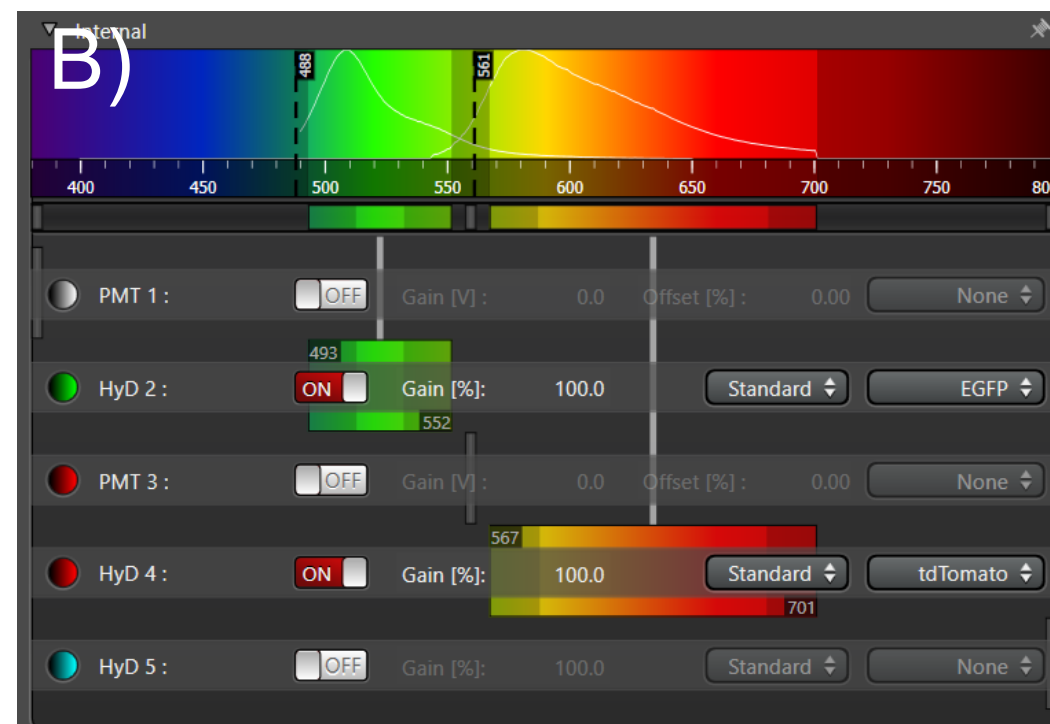 Internal
B)
488
561
400 450 500 550 600 650 700 750 80
PMT 1 : OFF Gain [V] : 0.0 Offset [%] : 0.00 None
493
HyD 2 : ON Gain [%]: 100.0 Standard EGFP
552
PMT 3 : OFF Gain [V] : 0.0 Offset [%] : 0.00 None
567
HyD 4 : ON Gain [%]: 100.0 Standard tdTomato
701
HyD 5 : OFF Gain [%]: 100.0 Standard None